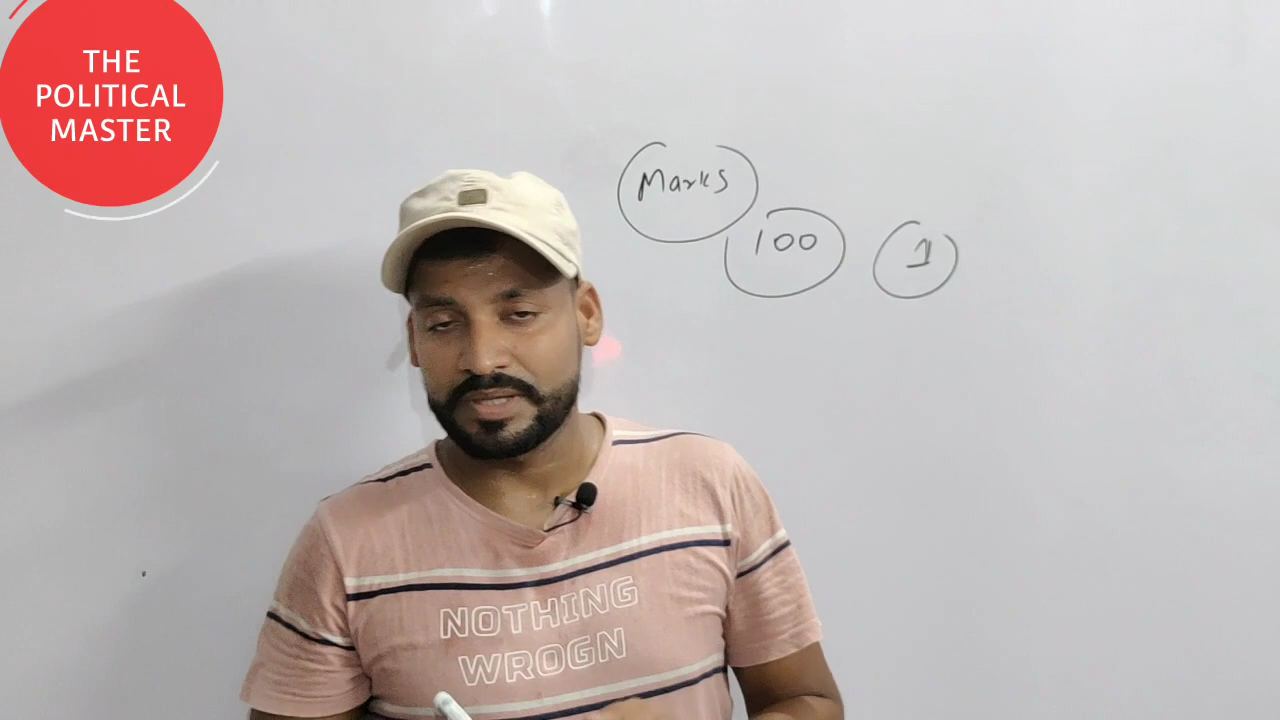 THE
POLITICAL
MASTER
Marks
100 1
NOTHING
WROGN